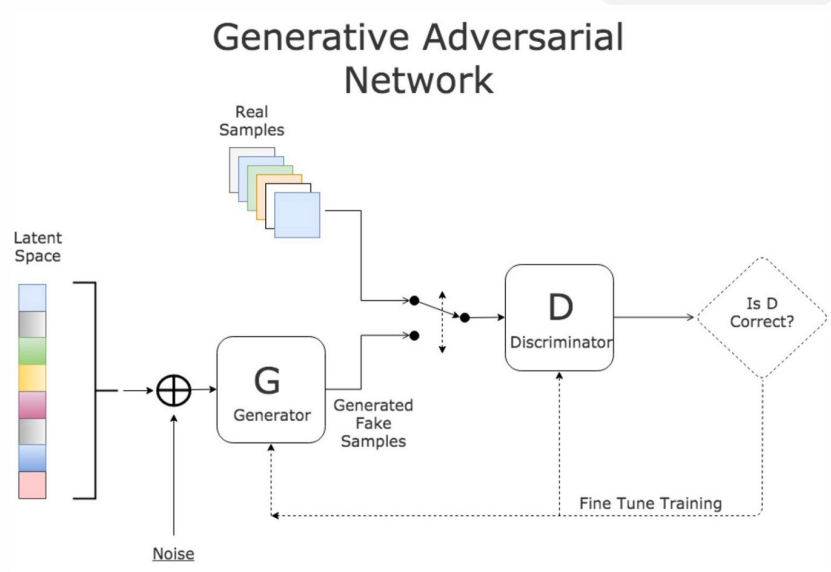 Generative Adversarial
Network
Real
Samples
Latent
Space
G
Generator
Generated
Fake
Samples
D
Discriminator
Is D
Correct?
Fine Tune Training
Noise